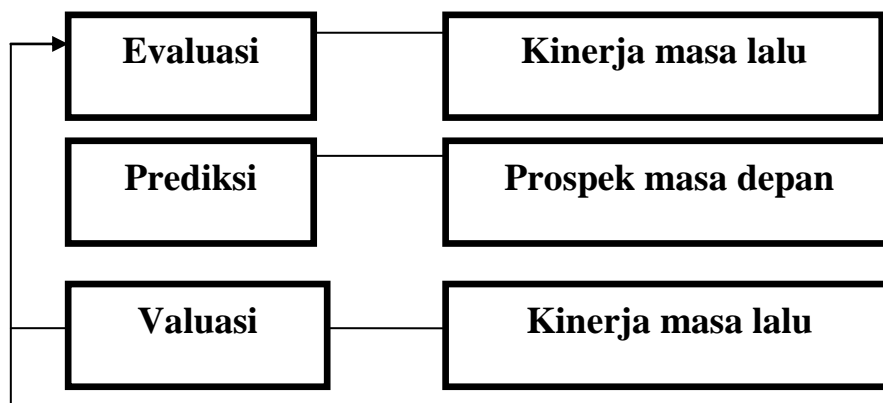 Evaluasi
Kinerja masa lalu
Prediksi
Prospek masa depan
Valuasi
Kinerja masa lalu